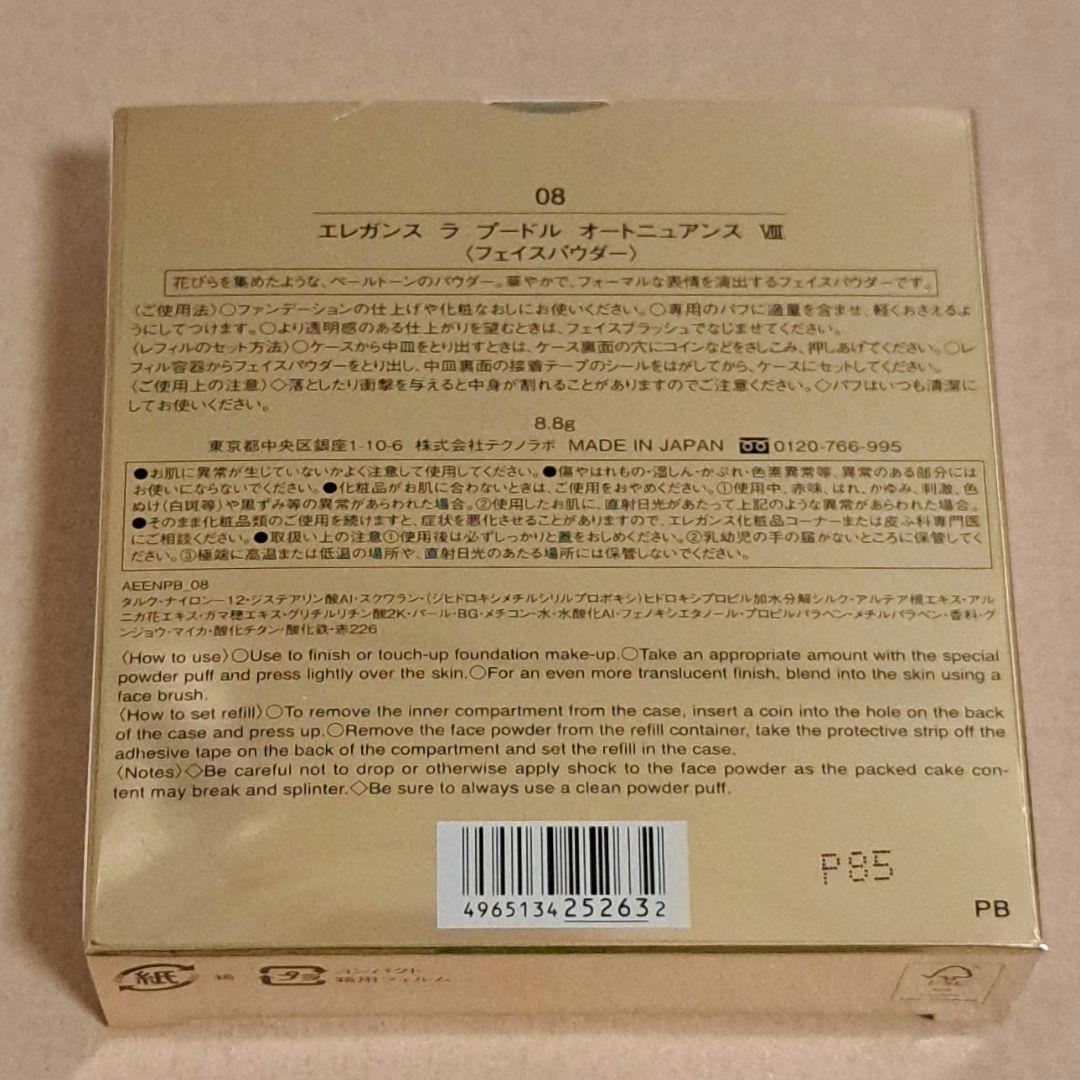 08
エレガンス ラ プードル オートニュアンス Ⅷ
〈フェイスパウダー〉
花びらを集めたような、ペールトーンのパウダー。華やかで、フォーマルな表情を演出するフェイスパウダーです。
〈ご使用法〉○ファンデーションの仕上げや化粧なおしにお使いください。○専用のパフに適量を含ませ、軽くおさえるよ
うにしてつけます。○より透明感のある仕上がりを望むときは、フェイスブラッシュでなじませてください。
〈レフィルのセット方法〉○ケースから中皿をとり出すときは、ケース裏面の穴にコインなどをさしこみ、押しあげてください。○レ
フィル容器からフェイスパウダーをとり出し、中皿裏面の接着テープのシールをはがしてから、ケースにセットしてください。
〈ご使用上の注意〉◇落としたり衝撃を与えると中身が割れることがありますのでご注意ください。◇パフはいつも清潔に
してお使いください。
8.8g
東京都中央区銀座1-10-6 株式会社テクノラボ MADE IN JAPAN 0120-766-995
●お肌に異常が生じていないかよく注意して使用してください。●傷やはれもの・湿しん・かぶれ・色素異常等、異常のある部分には
お使いにならないでください。●化粧品がお肌に合わないときは、ご使用をおやめください。①使用中、赤味、はれ、かゆみ、刺激、色
ぬけ(白斑等)や黒ずみ等の異常があらわれた場合。②使用したお肌に、直射日光があたって上記のような異常があらわれた場合。
●そのまま化粧品類のご使用を続けますと、症状を悪化させることがありますので、エレガンス化粧品コーナーまたは皮ふ科専門医
にご相談ください。●取扱い上の注意①使用後は必ずしっかりと蓋をおしめください。②乳幼児の手の届かないところに保管してく
ださい。③極端に高温または低温の場所や、直射日光のあたる場所には保管しないでください。
AEENPB_08
タルク・ナイロン－12・ジステアリン酸Al・スクワラン・(ジヒドロキシメチルシリルプロポキシ)ヒドロキシプロピル加水分解シルク・アルテア根エキス・アル
ニカ花エキス・ガマ穂エキス・グリチルリチン酸2K・パール・BG・メチコン・水・水酸化Al・フェノキシエタノール・プロピルパラベン・メチルパラベン・香料・グ
ンジョウ・マイカ・酸化チタン・酸化鉄・赤226
〈How to use〉○Use to finish or touch-up foundation make-up.○Take an appropriate amount with the special
powder puff and press lightly over the skin.○For an even more translucent finish, blend into the skin using a
face brush.
〈How to set refill〉○To remove the inner compartment from the case, insert a coin into the hole on the back
of the case and press up.○Remove the face powder from the refill container, take the protective strip off the
adhesive tape on the back of the compartment and set the refill in the case.
〈Notes〉◇Be careful not to drop or otherwise apply shock to the face powder as the packed cake con-
tent may break and splinter.◇Be sure to always use a clean powder puff.
4965134252632
P85
PB
紙 箱
コンパクト
箱用フィルム
FSC